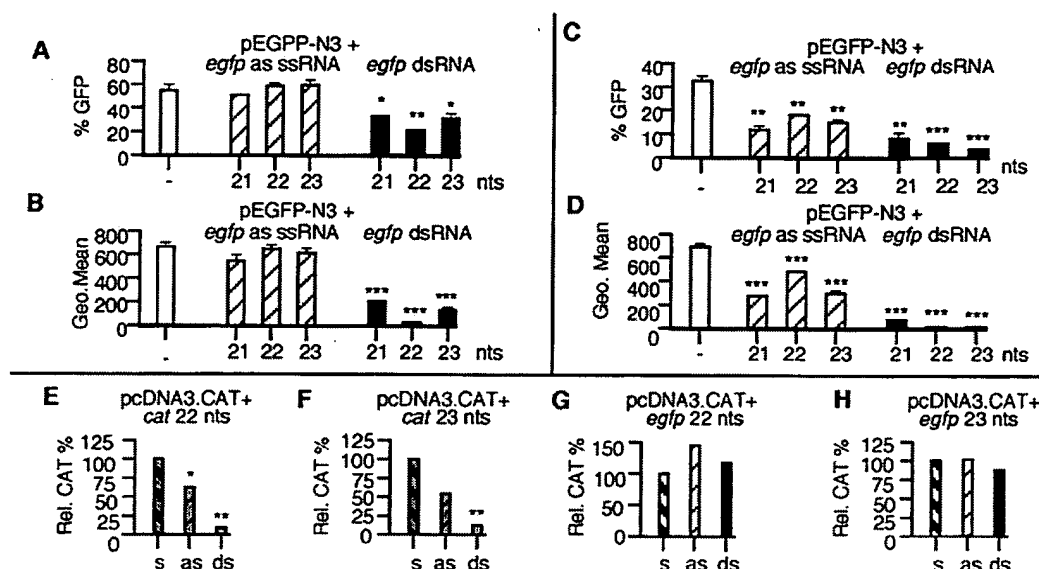 A
pEGPP-N3 +
egfp as ssRNA egfp dsRNA
% GFP
80
60
40
20
0
* ** *
- 21 22 23 21 22 23 nts
B
pEGFP-N3 +
egfp as ssRNA egfp dsRNA
Geo.Mean
800
600
400
200
0
*** *** ***
- 21 22 23 21 22 23 nts
C
pEGFP-N3 +
egfp as ssRNA egfp dsRNA
% GFP
40
30
20
10
0
** ** ** ** *** ***
- 21 22 23 21 22 23 nts
D
pEGFP-N3 +
egfp as ssRNA egfp dsRNA
Geo. Mean
800
600
400
200
0
*** *** *** *** *** ***
- 21 22 23 21 22 23 nts
E
pcDNA3.CAT+
cat 22 nts
Rel. CAT %
125
100
75
50
25
0
* **
s as ds
F
pcDNA3.CAT+
cat 23 nts
Rel. CAT %
125
100
75
50
25
0
**
s as ds
G
pcDNA3.CAT+
egfp 22 nts
Rel. CAT %
150
100
50
0
s as ds
H
pcDNA3.CAT+
egfp 23 nts
Rel. CAT %
125
100
75
50
25
0
s as ds